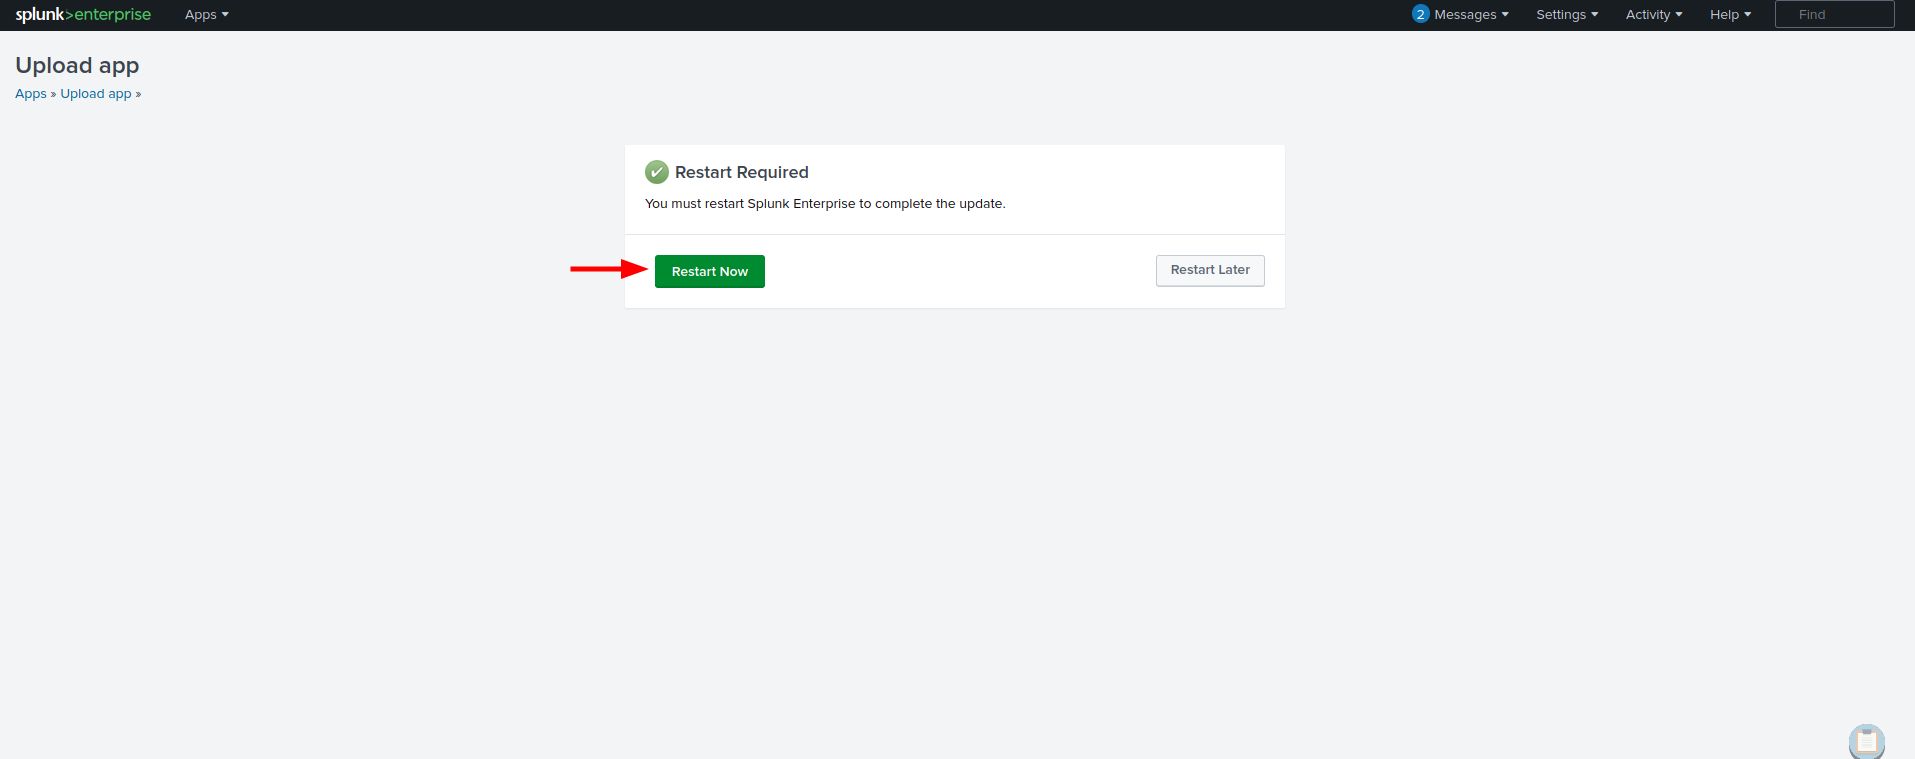 splunk>enterprise Apps 2 Messages Settings Activity Help Find
Upload app
Apps » Upload app »
Restart Required
You must restart Splunk Enterprise to complete the update.
Restart Now Restart Later